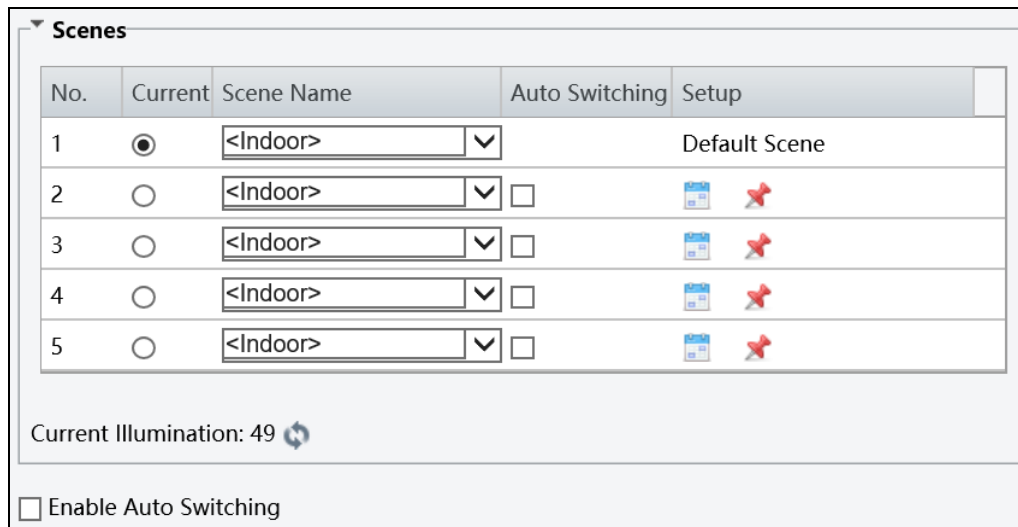 Scenes
No. Current Scene Name Auto Switching Setup
1 <Indoor> Default Scene
2 <Indoor>
3 <Indoor>
4 <Indoor>
5 <Indoor>
Current Illumination: 49
Enable Auto Switching